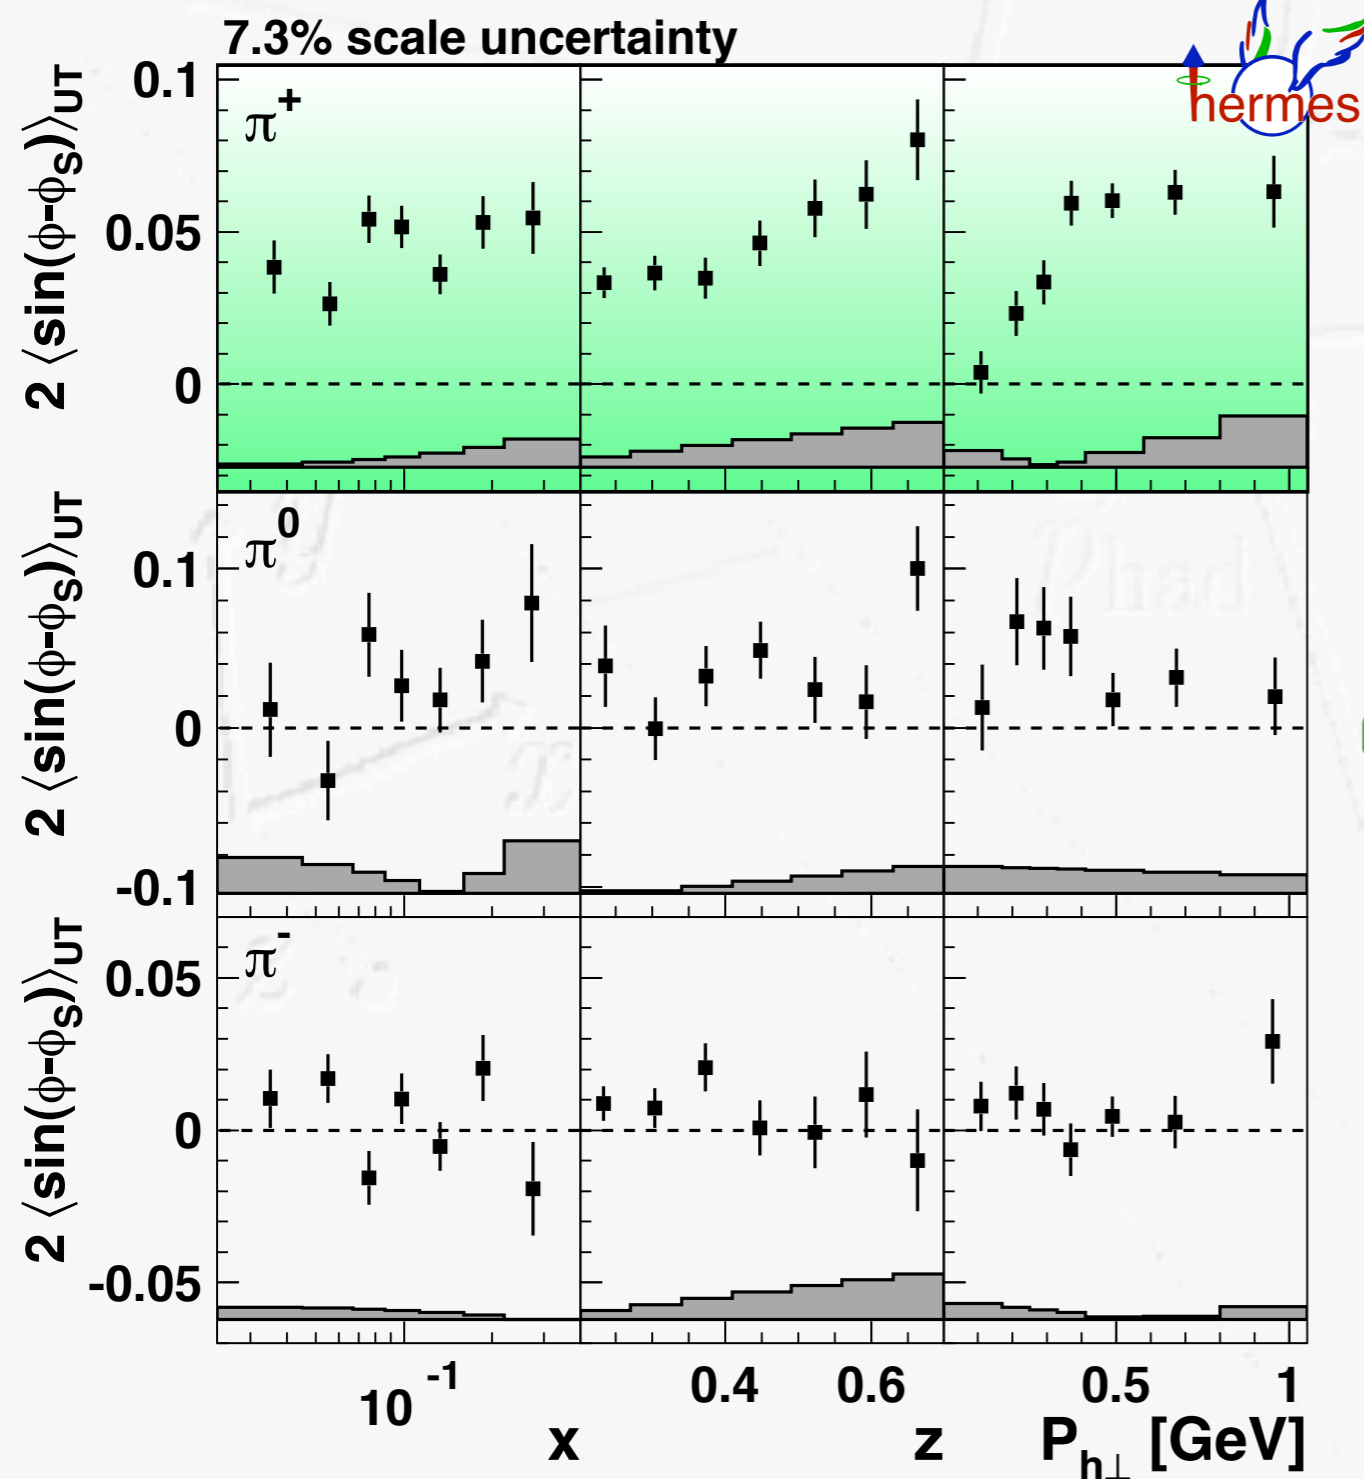 7.3% scale uncertainty
hermes
2 ⟨sin(ϕ-ϕS)⟩UT
0.1
0.05
0
π+
2 ⟨sin(ϕ-ϕS)⟩UT
0.1
0
-0.1
π0
Phad
x
2 ⟨sin(ϕ-ϕS)⟩UT
0.05
0
-0.05
π-
10-1
0.4
0.6
0.5
1
x
z
Ph⊥ [GeV]